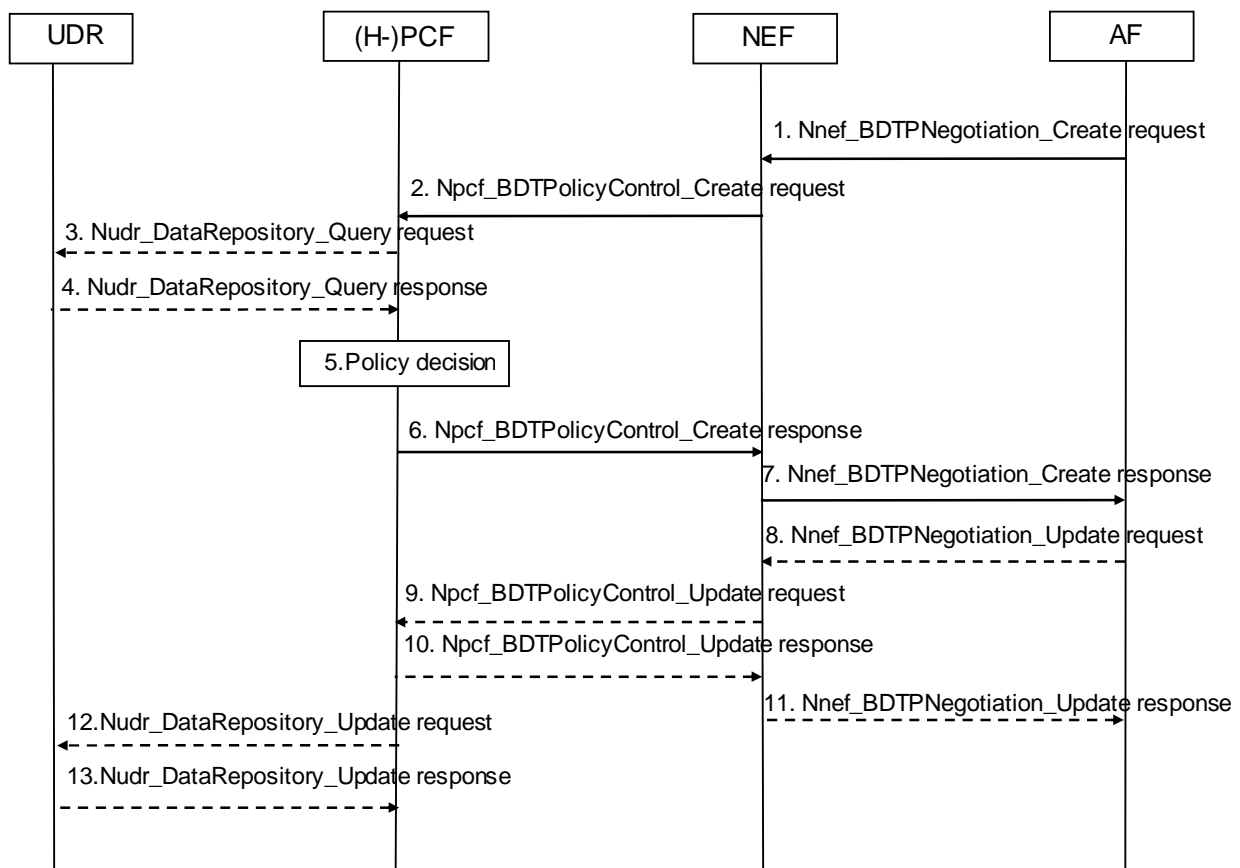 UDR
(H-)PCF
NEF
AF
1. Nnef_BDTPNegotiation_Create request
2. Npcf_BDTPolicyControl_Create request
3. Nudr_DataRepository_Query request
4. Nudr_DataRepository_Query response
5.Policy decision
6. Npcf_BDTPolicyControl_Create response
7. Nnef_BDTPNegotiation_Create response
8. Nnef_BDTPNegotiation_Update request
9. Npcf_BDTPolicyControl_Update request
10. Npcf_BDTPolicyControl_Update response
11. Nnef_BDTPNegotiation_Update response
12.Nudr_DataRepository_Update request
13.Nudr_DataRepository_Update response